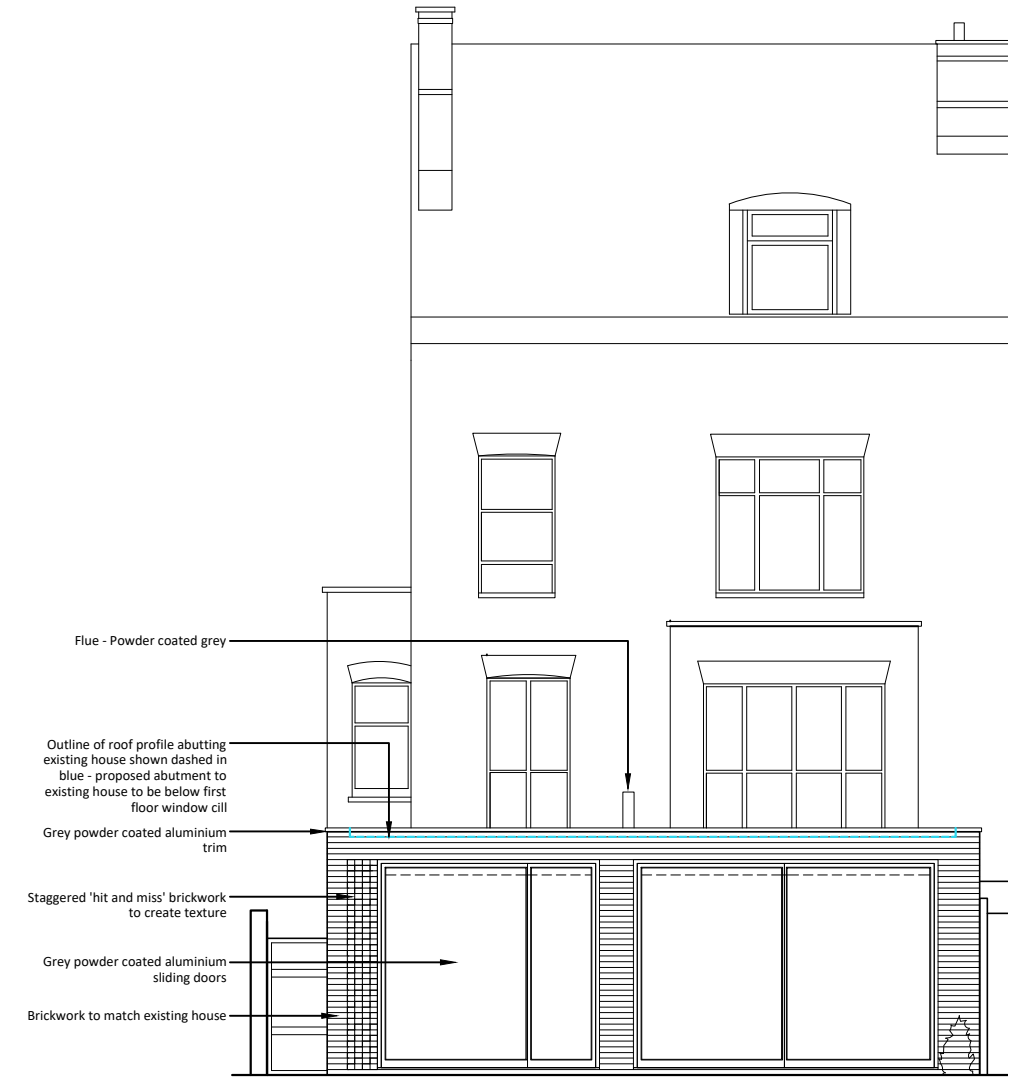 Flue - Powder coated grey
Outline of roof profile abutting
existing house shown dashed in
blue - proposed abutment to
existing house to be below first
floor window cill
Grey powder coated aluminium
trim
Staggered 'hit and miss' brickwork
to create texture
Grey powder coated aluminium
sliding doors
Brickwork to match existing house